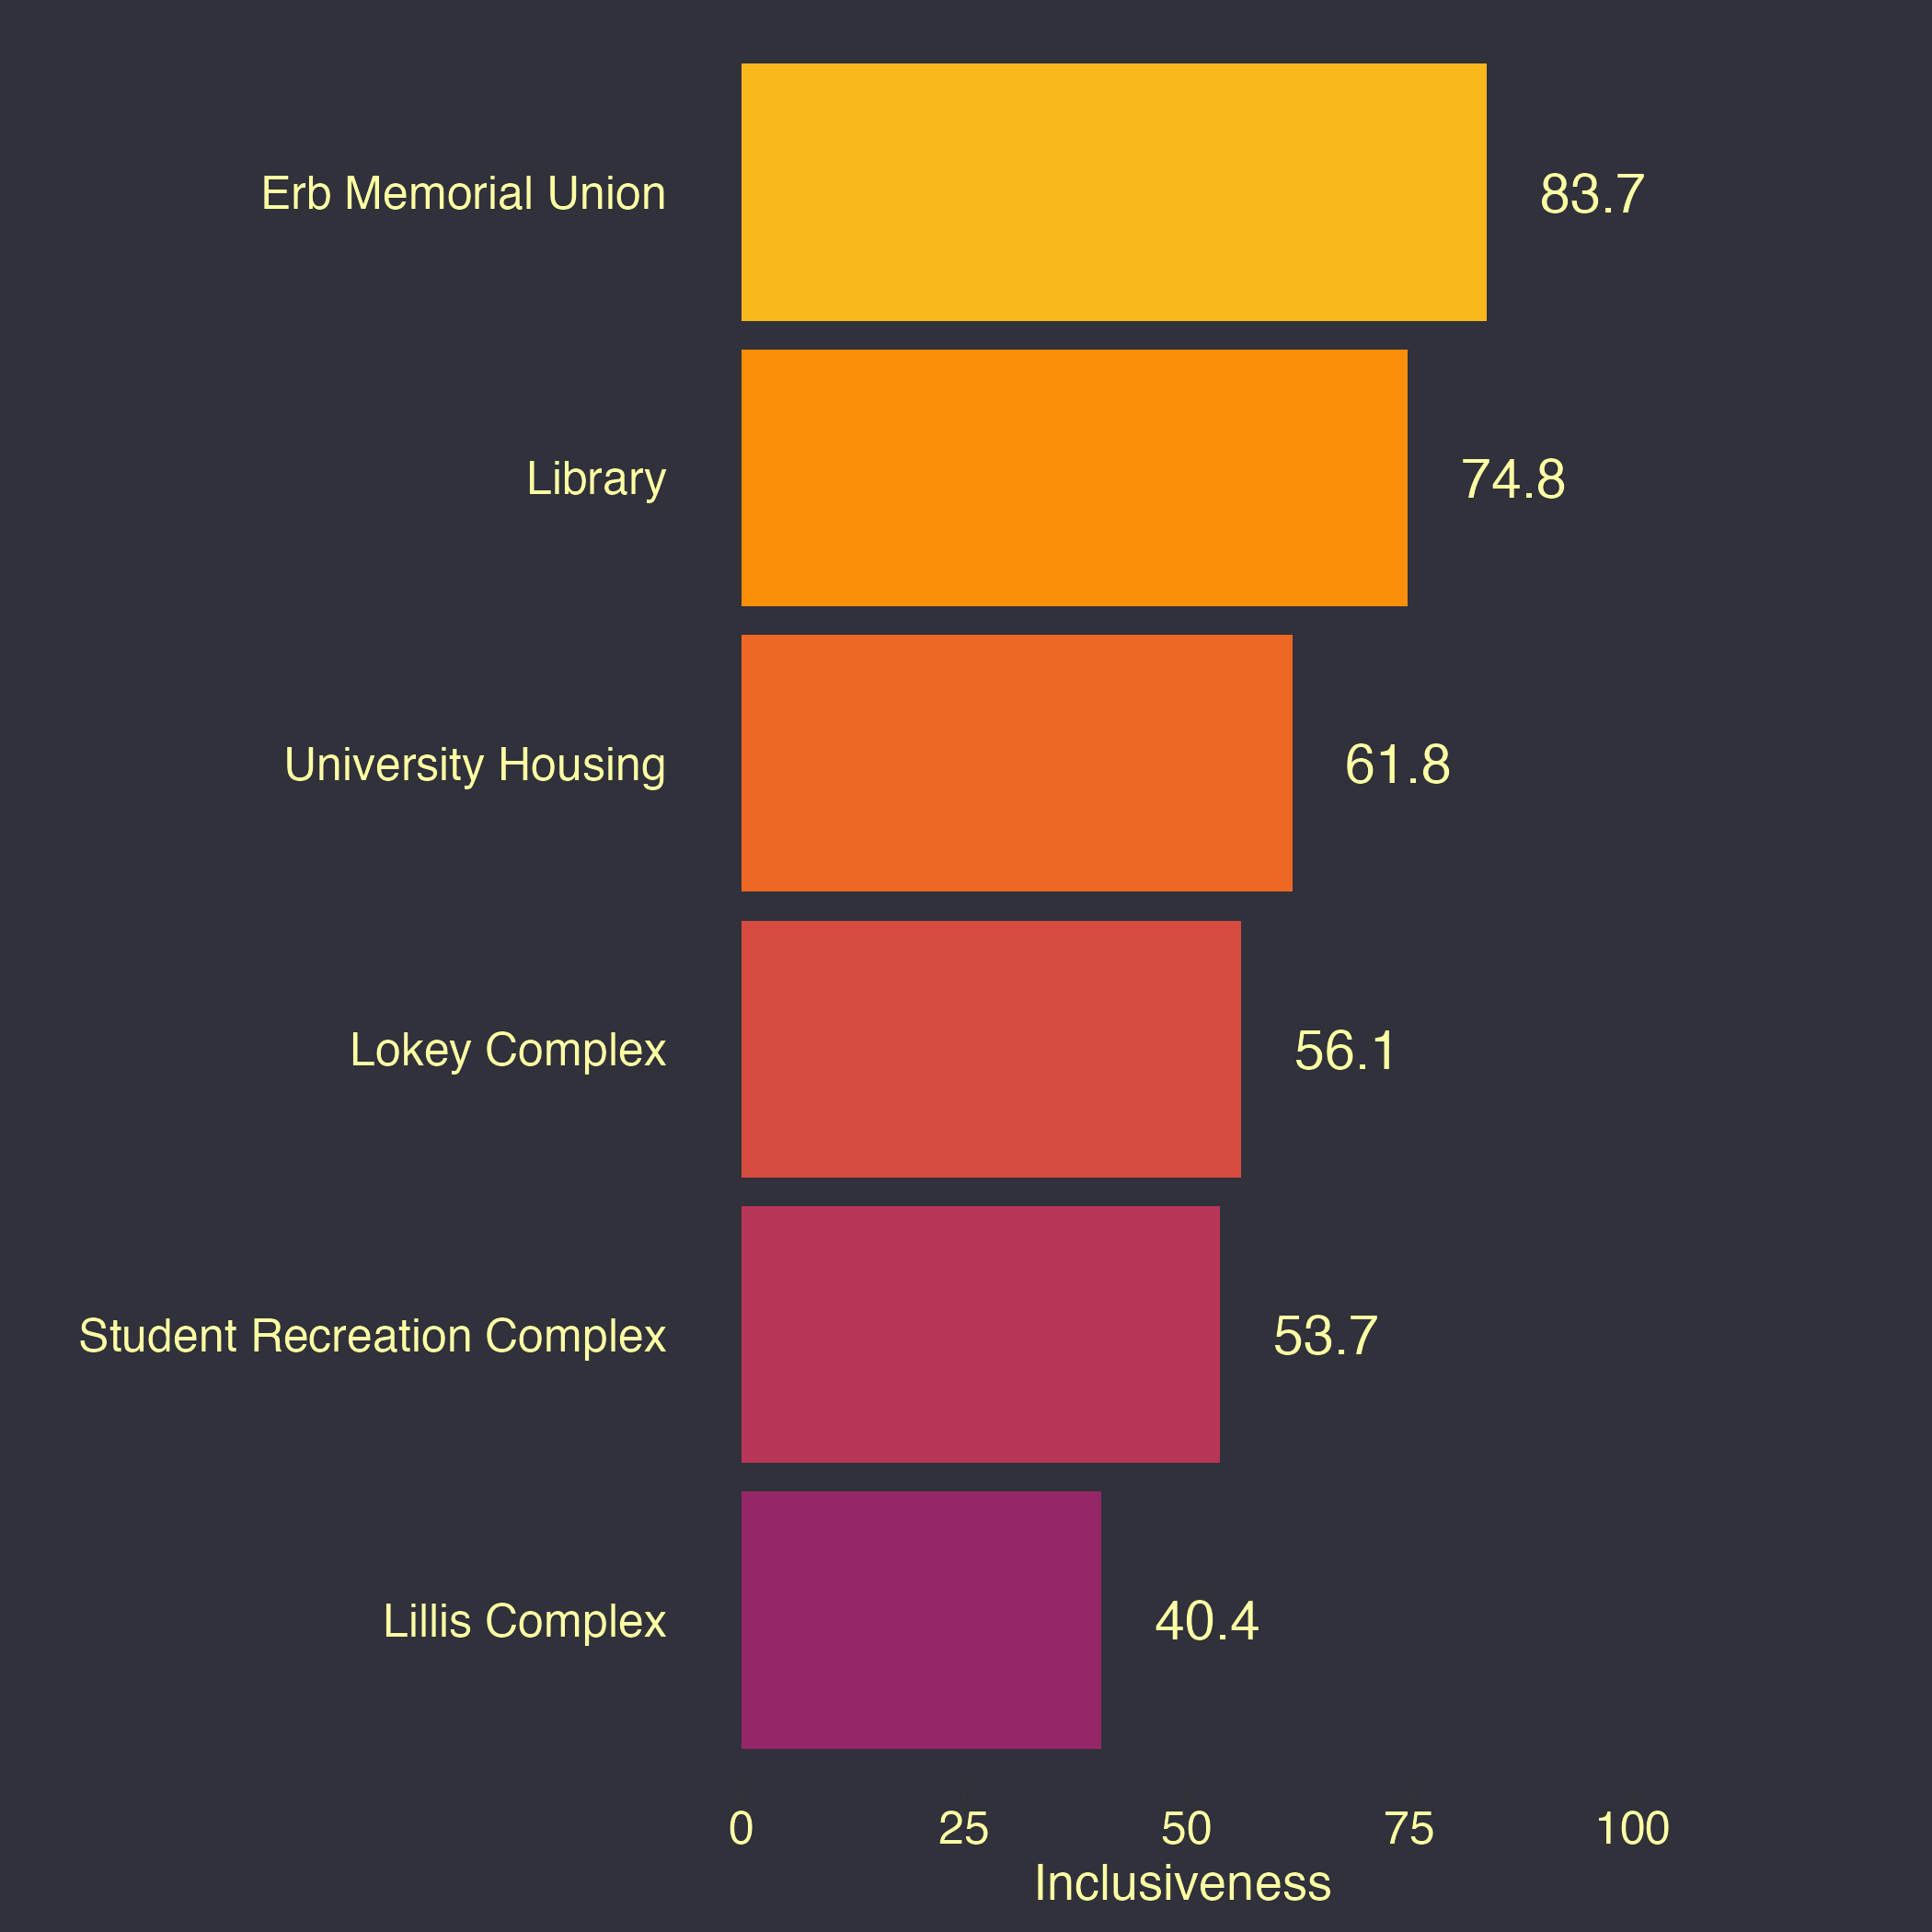 Erb Memorial Union
83.7
Library
74.8
University Housing
61.8
Lokey Complex
56.1
Student Recreation Complex
53.7
Lillis Complex
40.4
0 25 50 75 100
Inclusiveness